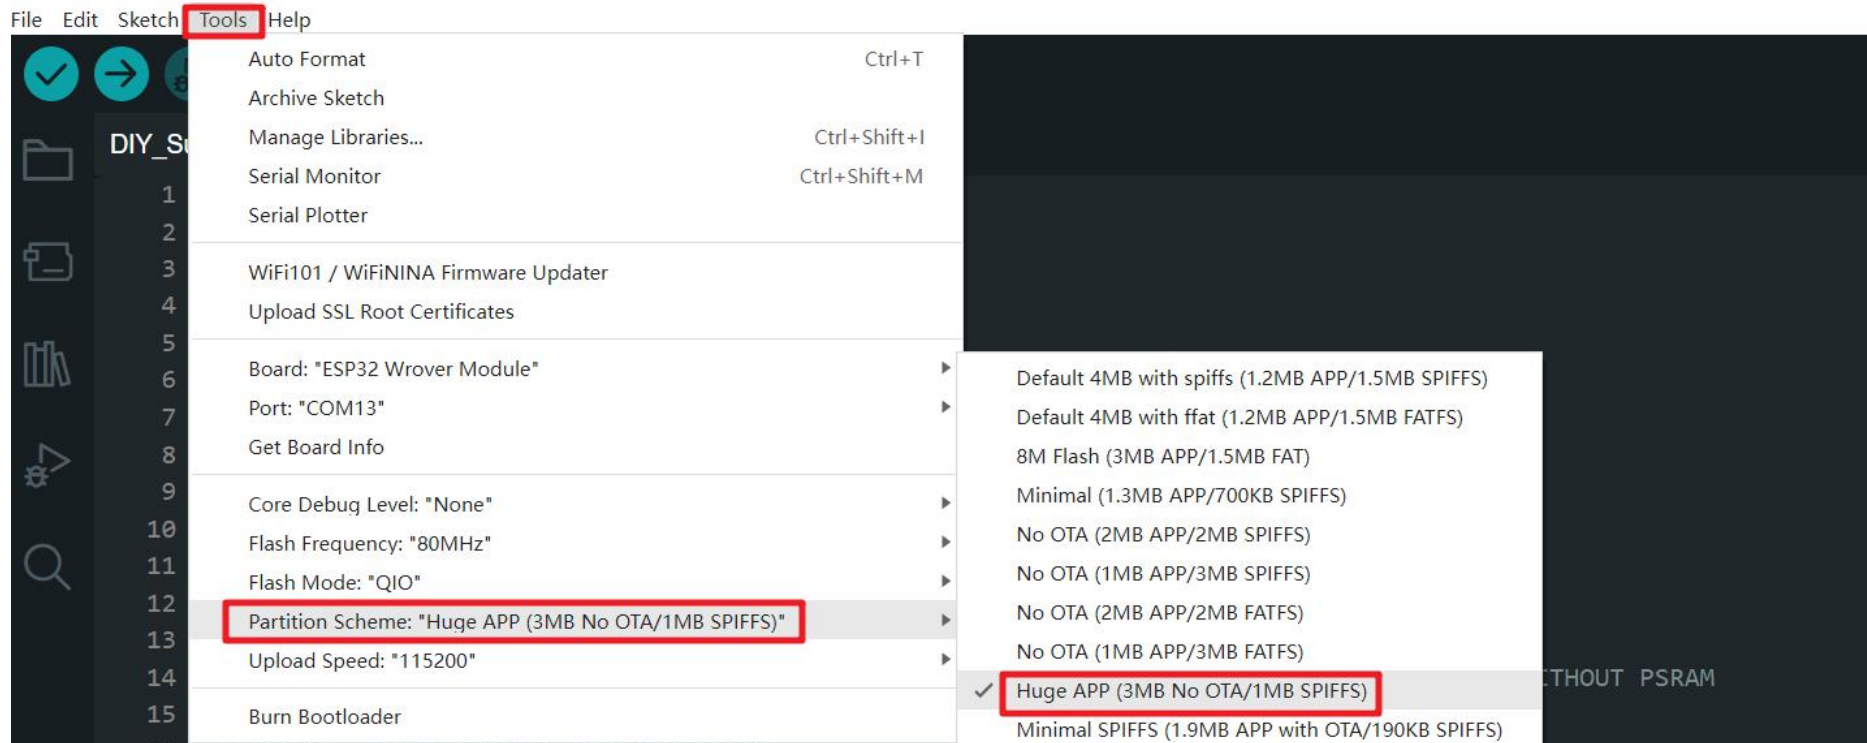 File Edit Sketch Tools Help
Auto Format Ctrl+T
Archive Sketch
DIY_Su
Manage Libraries... Ctrl+Shift+I
Serial Monitor Ctrl+Shift+M
1
Serial Plotter
2
3
WiFi101 / WiFiNINA Firmware Updater
4
Upload SSL Root Certificates
5
6
Board: "ESP32 Wrover Module"
7
Port: "COM13"
8
Get Board Info
9
Core Debug Level: "None"
10
Flash Frequency: "80MHz"
11
Flash Mode: "QIO"
12
Partition Scheme: "Huge APP (3MB No OTA/1MB SPIFFS)"
13
Upload Speed: "115200"
14
15
Burn Bootloader
Default 4MB with spiffs (1.2MB APP/1.5MB SPIFFS)
Default 4MB with ffat (1.2MB APP/1.5MB FATFS)
8M Flash (3MB APP/1.5MB FAT)
Minimal (1.3MB APP/700KB SPIFFS)
No OTA (2MB APP/2MB SPIFFS)
No OTA (1MB APP/3MB SPIFFS)
No OTA (2MB APP/2MB FATFS)
No OTA (1MB APP/3MB FATFS)
Huge APP (3MB No OTA/1MB SPIFFS)
Minimal SPIFFS (1.9MB APP with OTA/190KB SPIFFS)
THOUT PSRAM